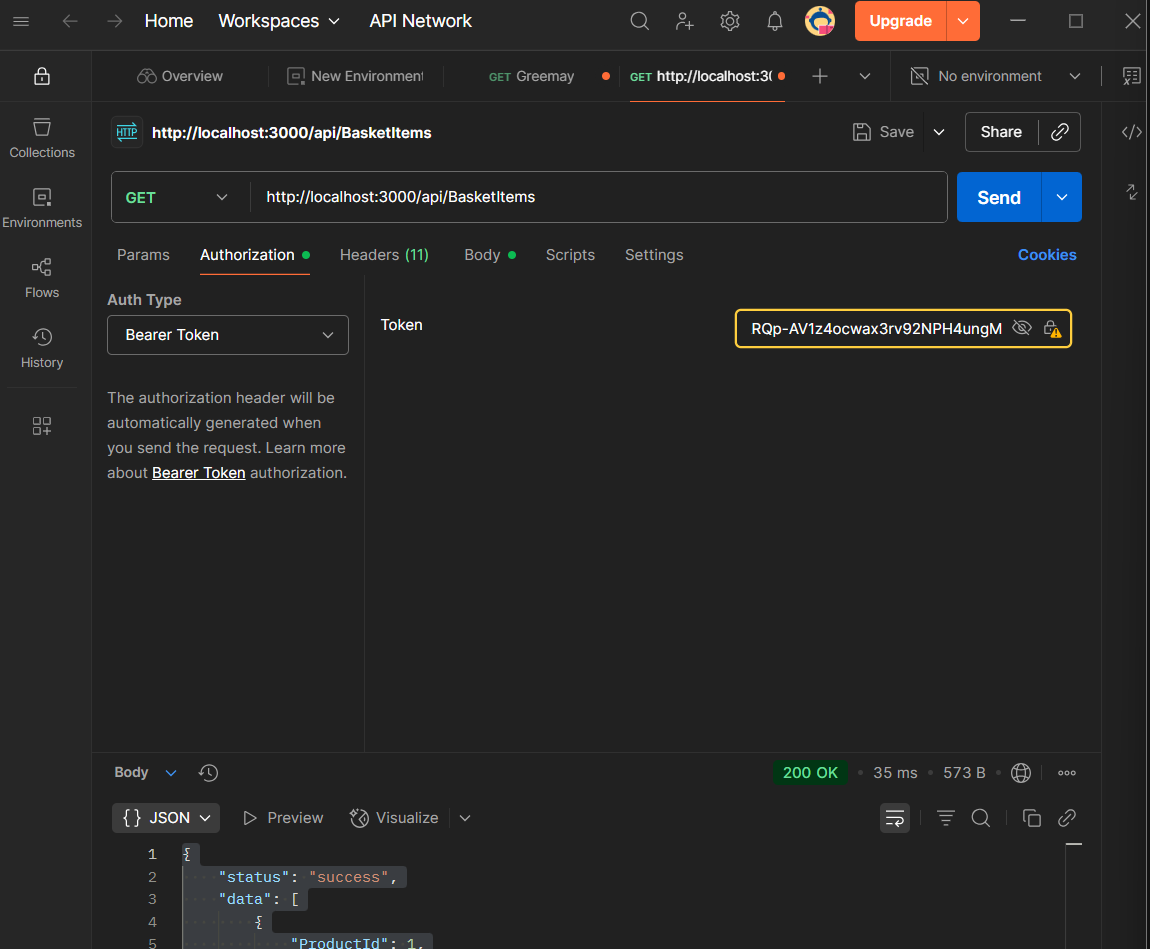 Home Workspaces API Network Upgrade
Overview New Environment GET Greemay GET http://localhost:30 No environment
HTTP http://localhost:3000/api/BasketItems Save Share
Collections
GET http://localhost:3000/api/BasketItems Send
Environments
Params Authorization Headers (11) Body Scripts Settings Cookies
Flows
Auth Type
Bearer Token
Token
RQp-AV1z4ocwax3rv92NPH4ungM
History
The authorization header will be
automatically generated when
you send the request. Learn more
about Bearer Token authorization.
Body 200 OK 35 ms 573 B
{} JSON Preview Visualize
1 {
2 "status": "success",
3 "data": [
4 {
5 "ProductId": 1,